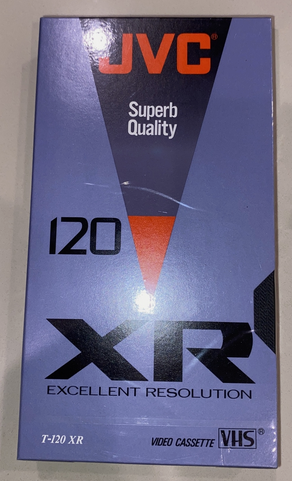 JVC®
Superb
Quality
120
XR
EXCELLENT RESOLUTION
T-120 XR
VIDEO CASSETTE VHS®